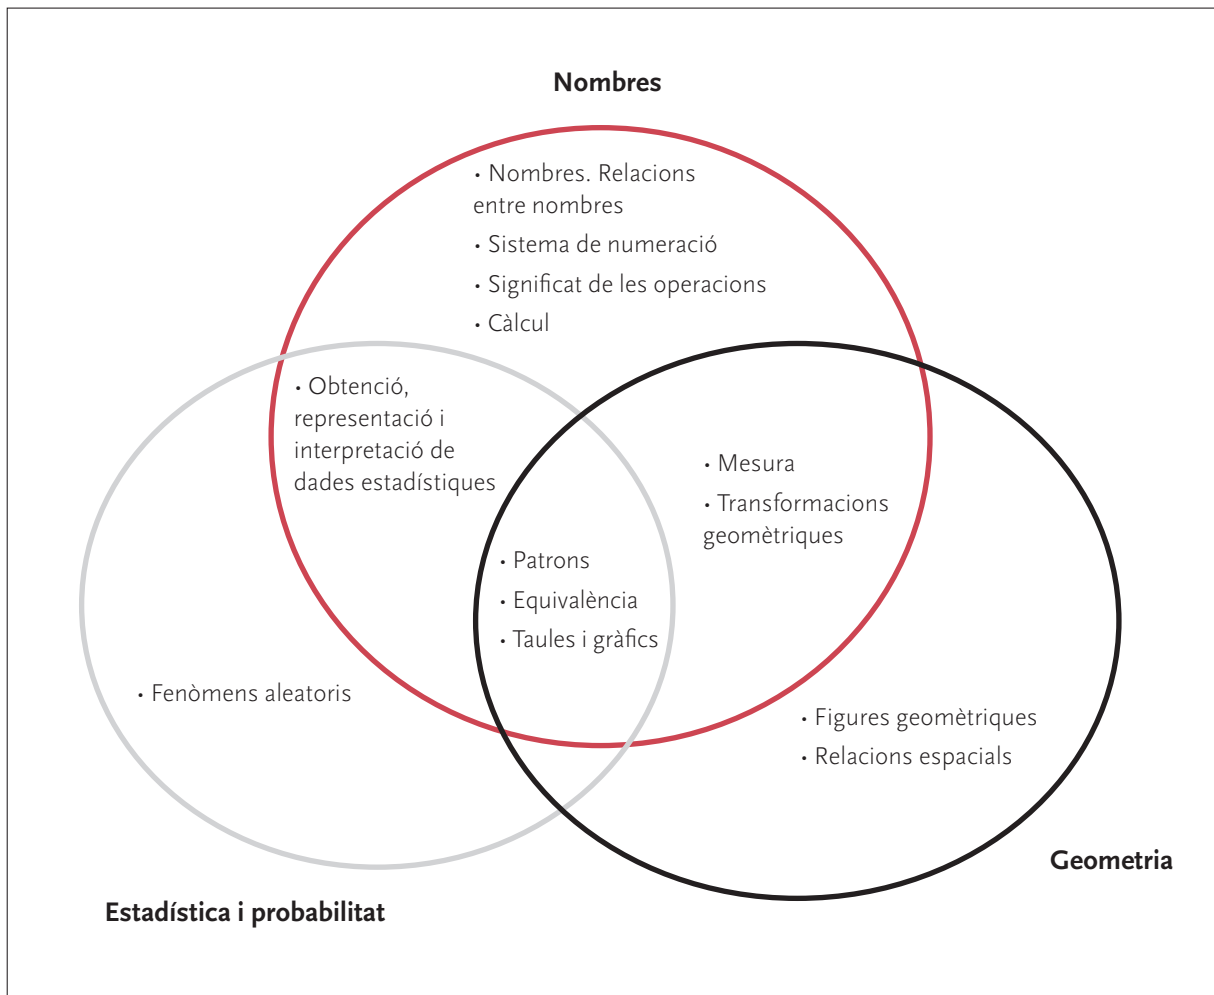 Nombres
• Nombres. Relacions
entre nombres
• Sistema de numeració
• Significat de les operacions
• Càlcul
• Obtenció,
representació i
interpretació de
dades estadístiques
• Mesura
• Transformacions
geomètriques
• Patrons
• Equivalència
• Taules i gràfics
• Fenòmens aleatoris
• Figures geomètriques
• Relacions espacials
Geometria
Estadística i probabilitat